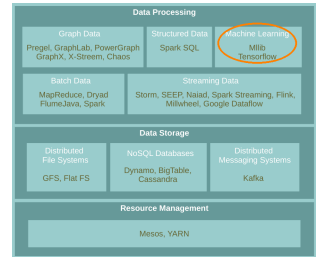 Data Processing
Graph Data
Pregel, GraphLab, PowerGraph
GraphX, X-Streem, Chaos
Structured Data
Spark SQL
Machine Learning
Mllib
Tensorflow
Batch Data
MapReduce, Dryad
FlumeJava, Spark
Streaming Data
Storm, SEEP, Naiad, Spark Streaming, Flink,
Millwheel, Google Dataflow
Data Storage
Distributed
File Systems
GFS, Flat FS
NoSQL Databases
Dynamo, BigTable,
Cassandra
Distributed
Messaging Systems
Kafka
Resource Management
Mesos, YARN